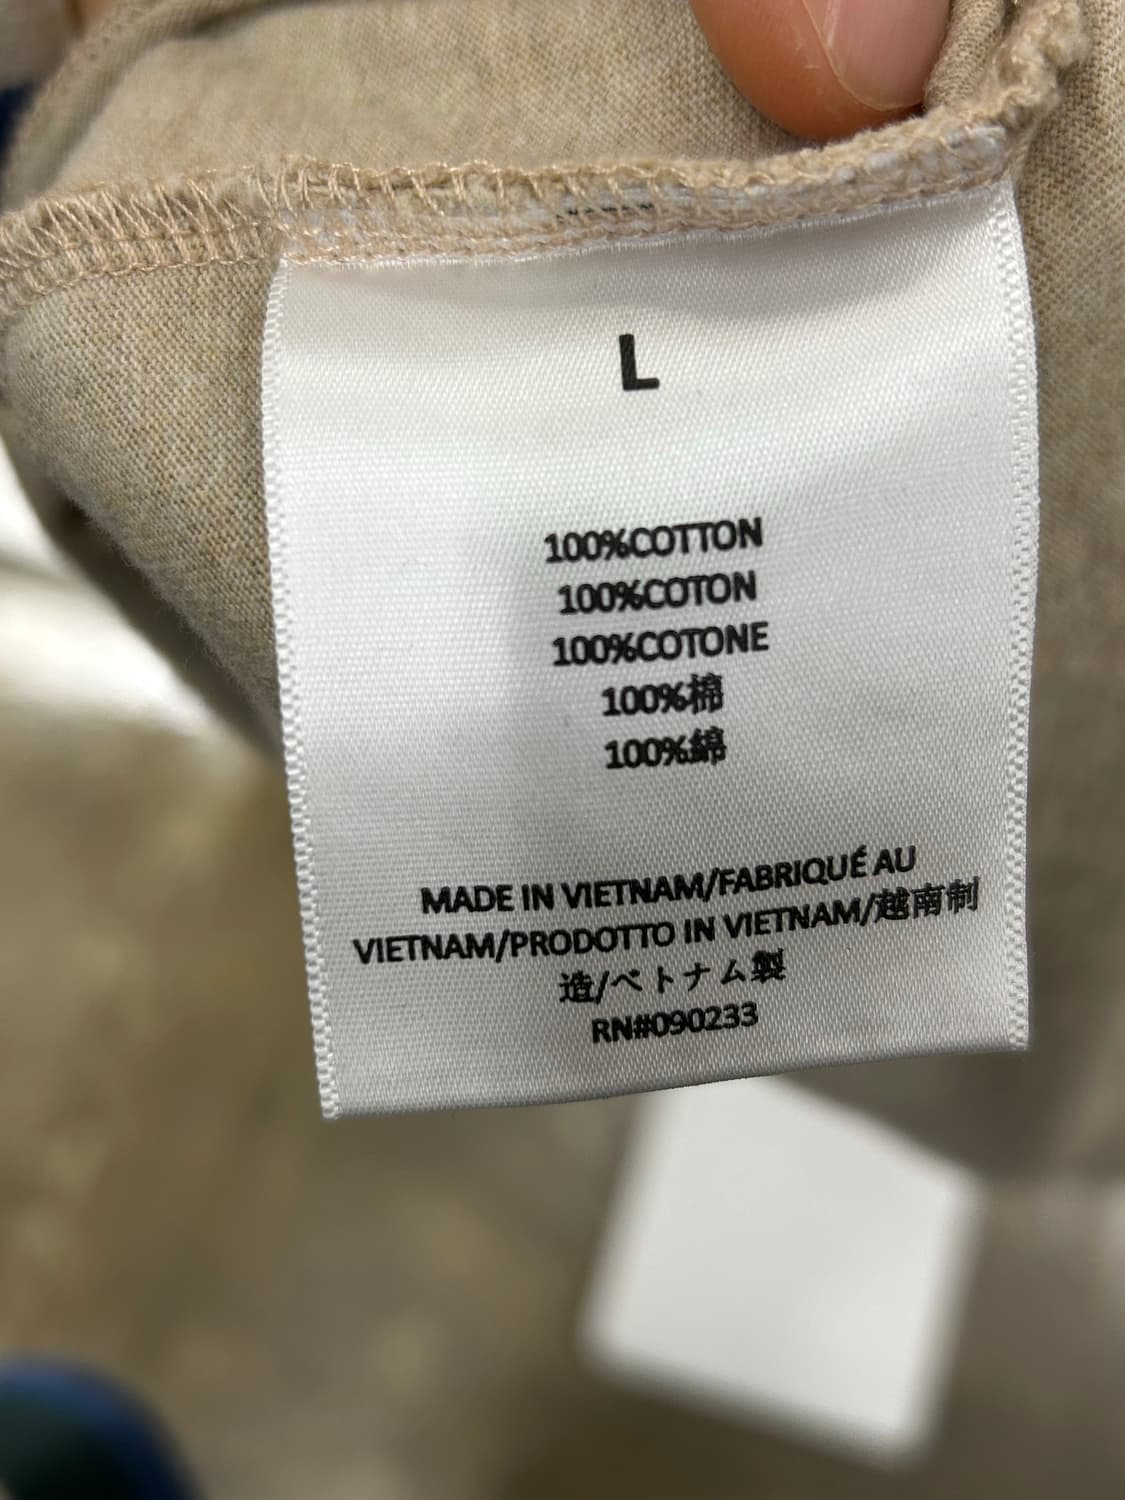 L
100%COTTON
100%COTON
100%COTONE
100%棉
100%綿
MADE IN VIETNAM/FABRIQUÉ AU
VIETNAM/PRODOTTO IN VIETNAM/越南制
造/ベトナム製
RN#090233